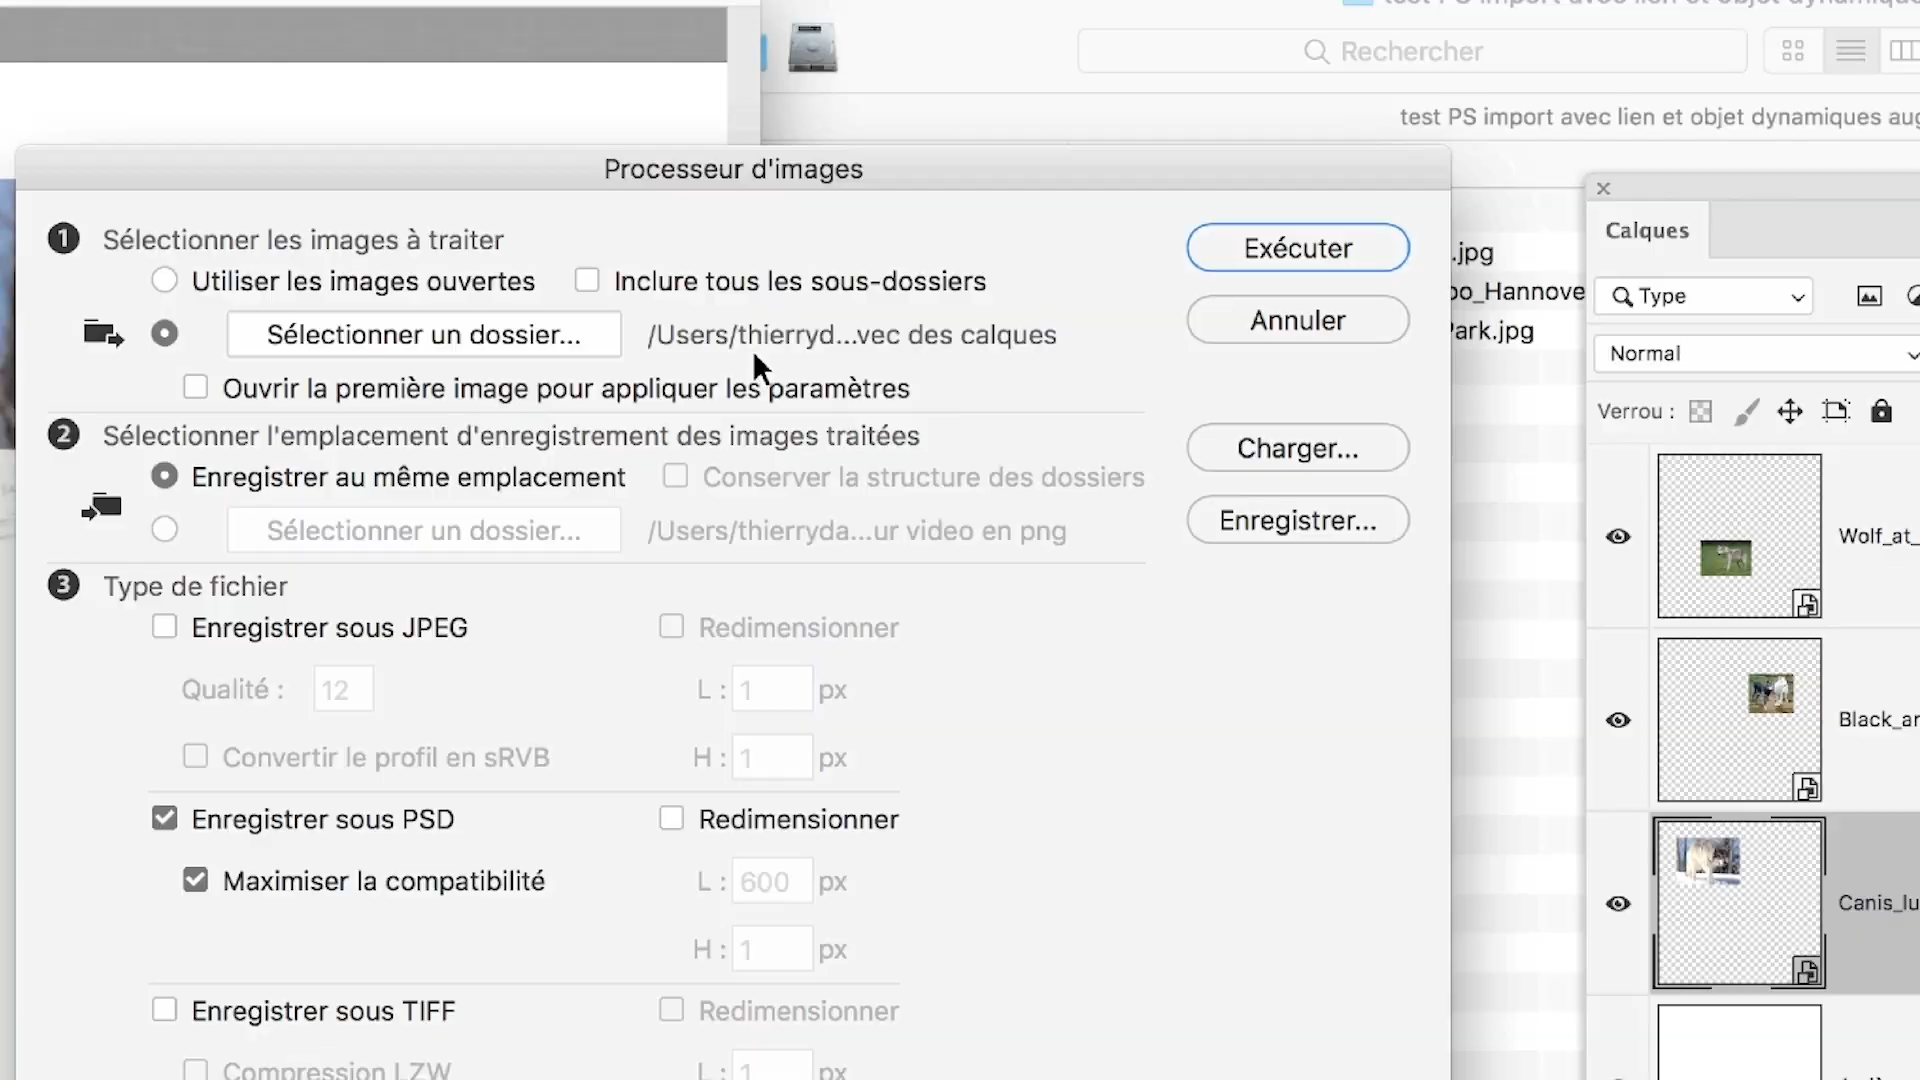 Rechercher
test PS import avec lien et objet dynamiques
Processeur d'images
1 Sélectionner les images à traiter
Utiliser les images ouvertes
Inclure tous les sous-dossiers
Sélectionner un dossier...
/Users/thierryd...vec des calques
Ouvrir la première image pour appliquer les paramètres
2 Sélectionner l'emplacement d'enregistrement des images traitées
Enregistrer au même emplacement
Conserver la structure des dossiers
Sélectionner un dossier...
/Users/thierryda...ur video en png
3 Type de fichier
Enregistrer sous JPEG
Redimensionner
Qualité : 12
L : 1 px
Convertir le profil en sRVB
H : 1 px
Enregistrer sous PSD
Redimensionner
Maximiser la compatibilité
L : 600 px
H : 1 px
Enregistrer sous TIFF
Redimensionner
Compression LZW
L : 1 px
Exécuter
Annuler
Charger...
Enregistrer...
.jpg
oo_Hannove
Park.jpg
Calques
Type
Normal
Verrou :
Wolf_at_
Black_ar
Canis_lu